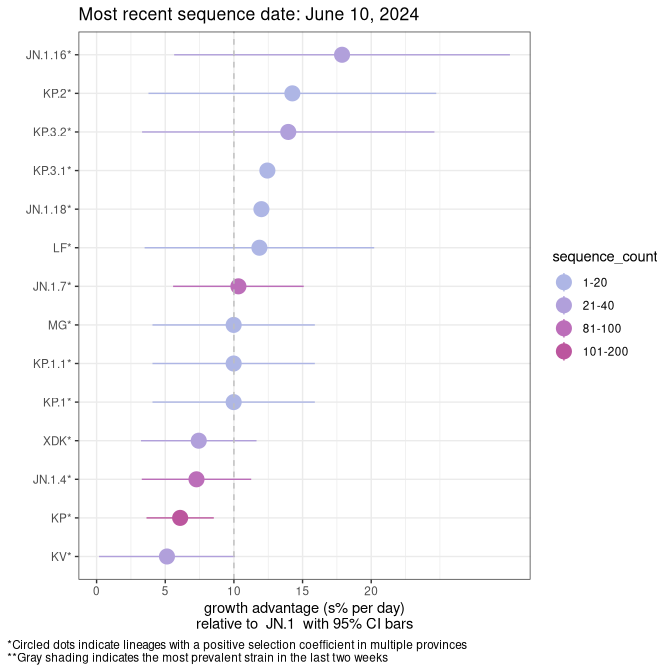 Most recent sequence date: June 10, 2024
JN.1.16*
KP.2*
KP.3.2*
KP.3.1*
JN.1.18*
LF*
JN.1.7*
MG*
KP.1.1*
KP.1*
XDK*
JN.1.4*
KP*
KV*
0 5 10 15 20
growth advantage (s% per day)
relative to JN.1 with 95% CI bars
sequence_count
1-20
21-40
81-100
101-200
*Circled dots indicate lineages with a positive selection coefficient in multiple provinces
**Gray shading indicates the most prevalent strain in the last two weeks